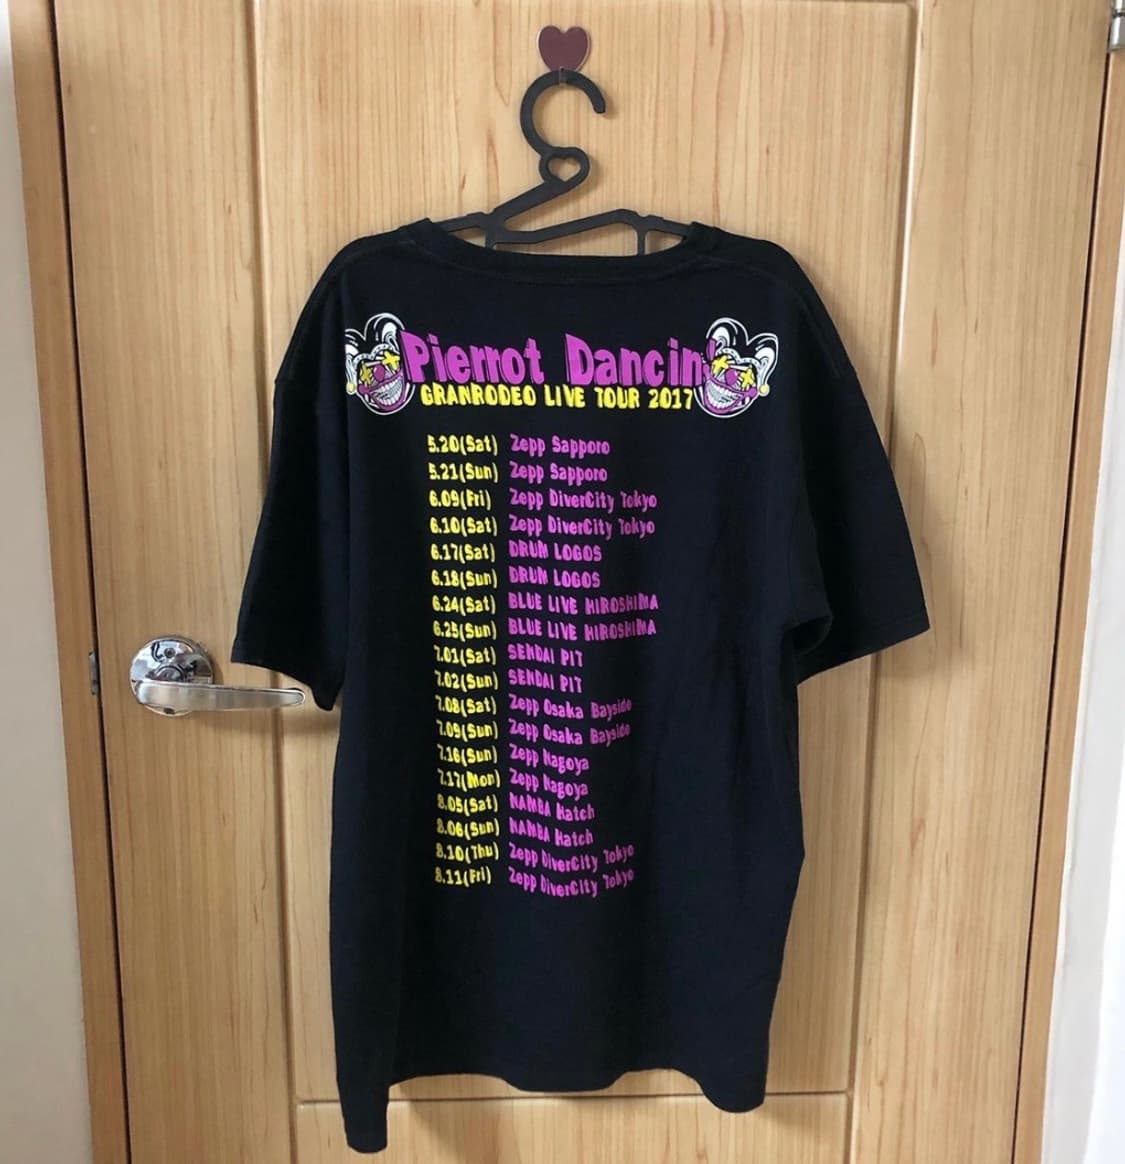 Pierrot Dancin'
GRANRODEO LIVE TOUR 2017
5.20(Sat) Zepp Sapporo
5.21(Sun) Zepp Sapporo
6.09(Fri) Zepp DiverCity Tokyo
6.10(Sat) Zepp DiverCity Tokyo
6.17(Sat) DRUM LOGOS
6.18(Sun) DRUM LOGOS
6.24(Sat) BLUE LIVE HIROSHIMA
6.25(Sun) BLUE LIVE HIROSHIMA
7.01(Sat) SENDAI PIT
7.02(Sun) SENDAI PIT
7.08(Sat) Zepp Osaka Bayside
7.09(Sun) Zepp Osaka Bayside
7.16(Sun) Zepp Nagoya
7.17(Mon) Zepp Nagoya
8.05(Sat) NAMBA Hatch
8.06(Sun) NAMBA Hatch
8.10(Thu) Zepp DiverCity Tokyo
8.11(Fri) Zepp DiverCity Tokyo